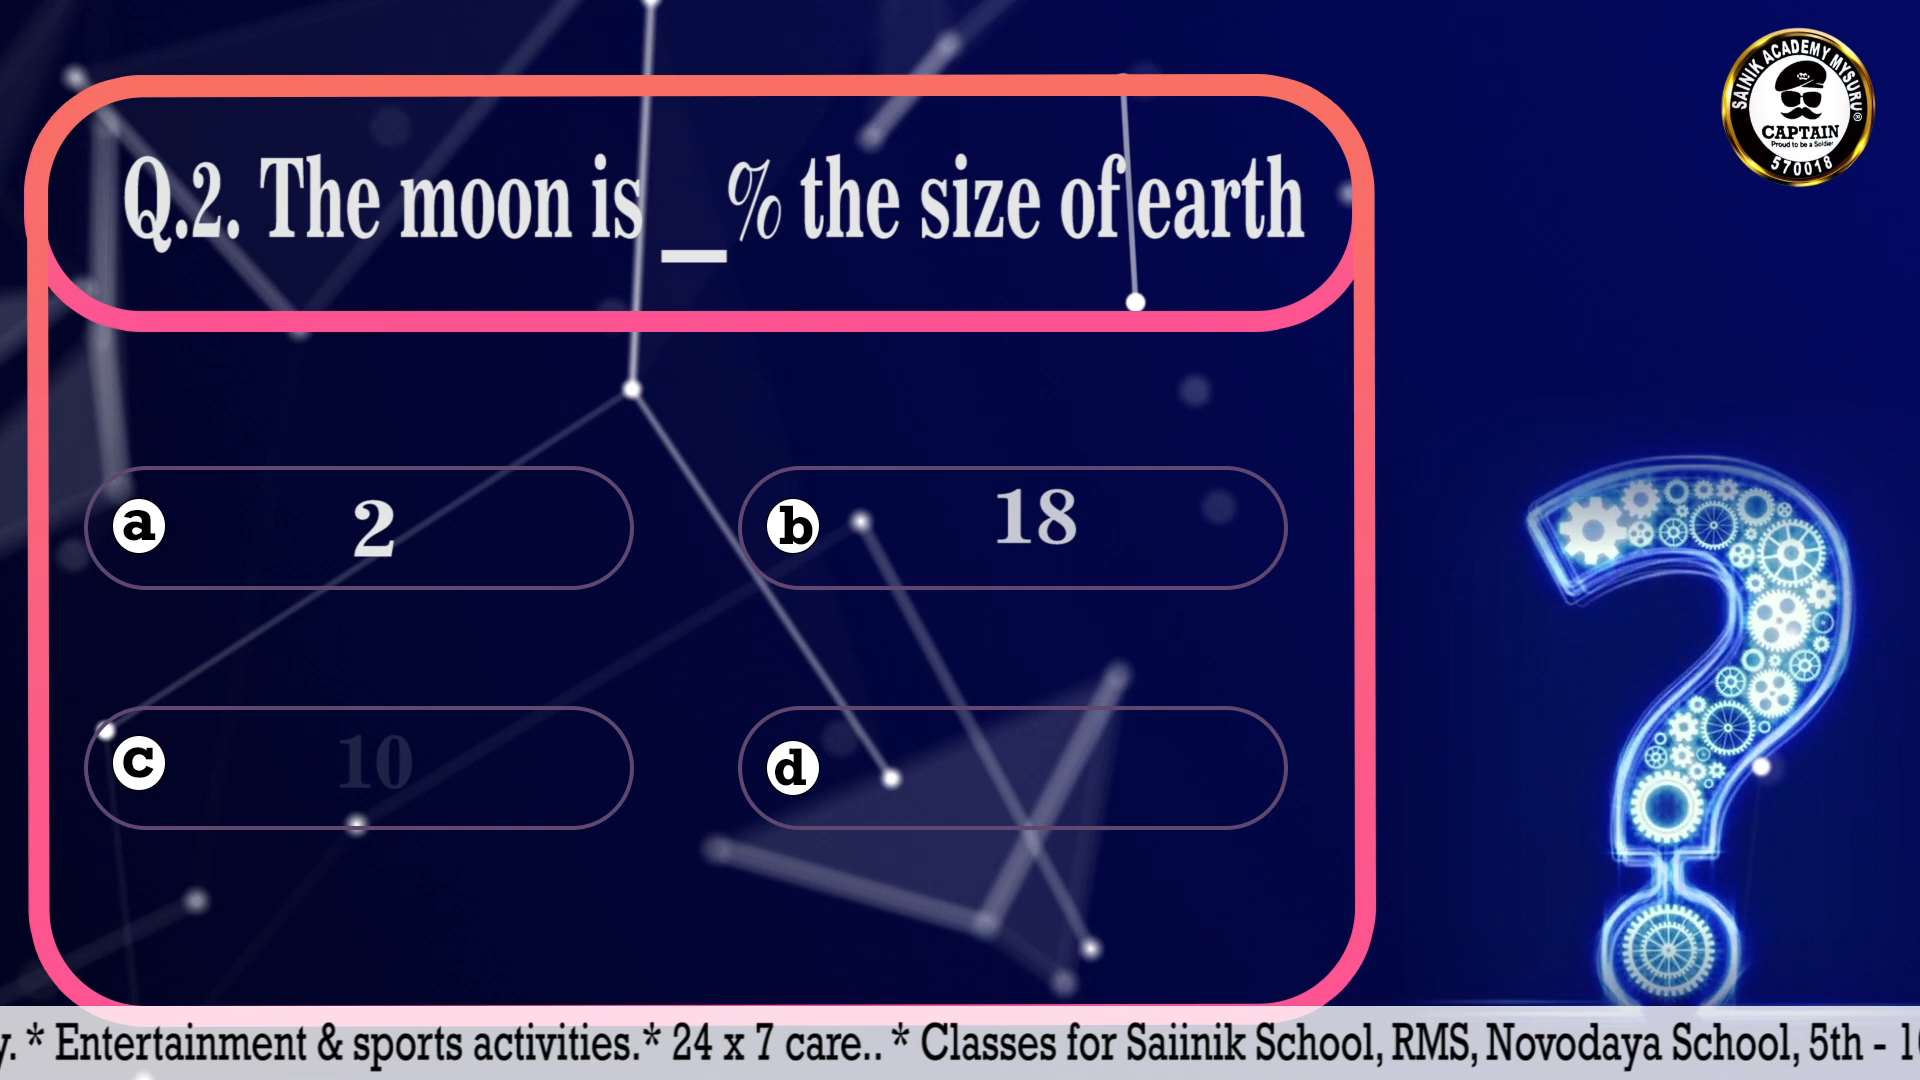 SAINIK ACADEMY MYSURU®
CAPTAIN
Proud to be a Soldier
570018
Q.2. The moon is __% the size of earth
a 2
b 18
c 10
d
y. * Entertainment & sports activities.* 24 x 7 care.. * Classes for Saiinik School, RMS, Novodaya School, 5th - 1